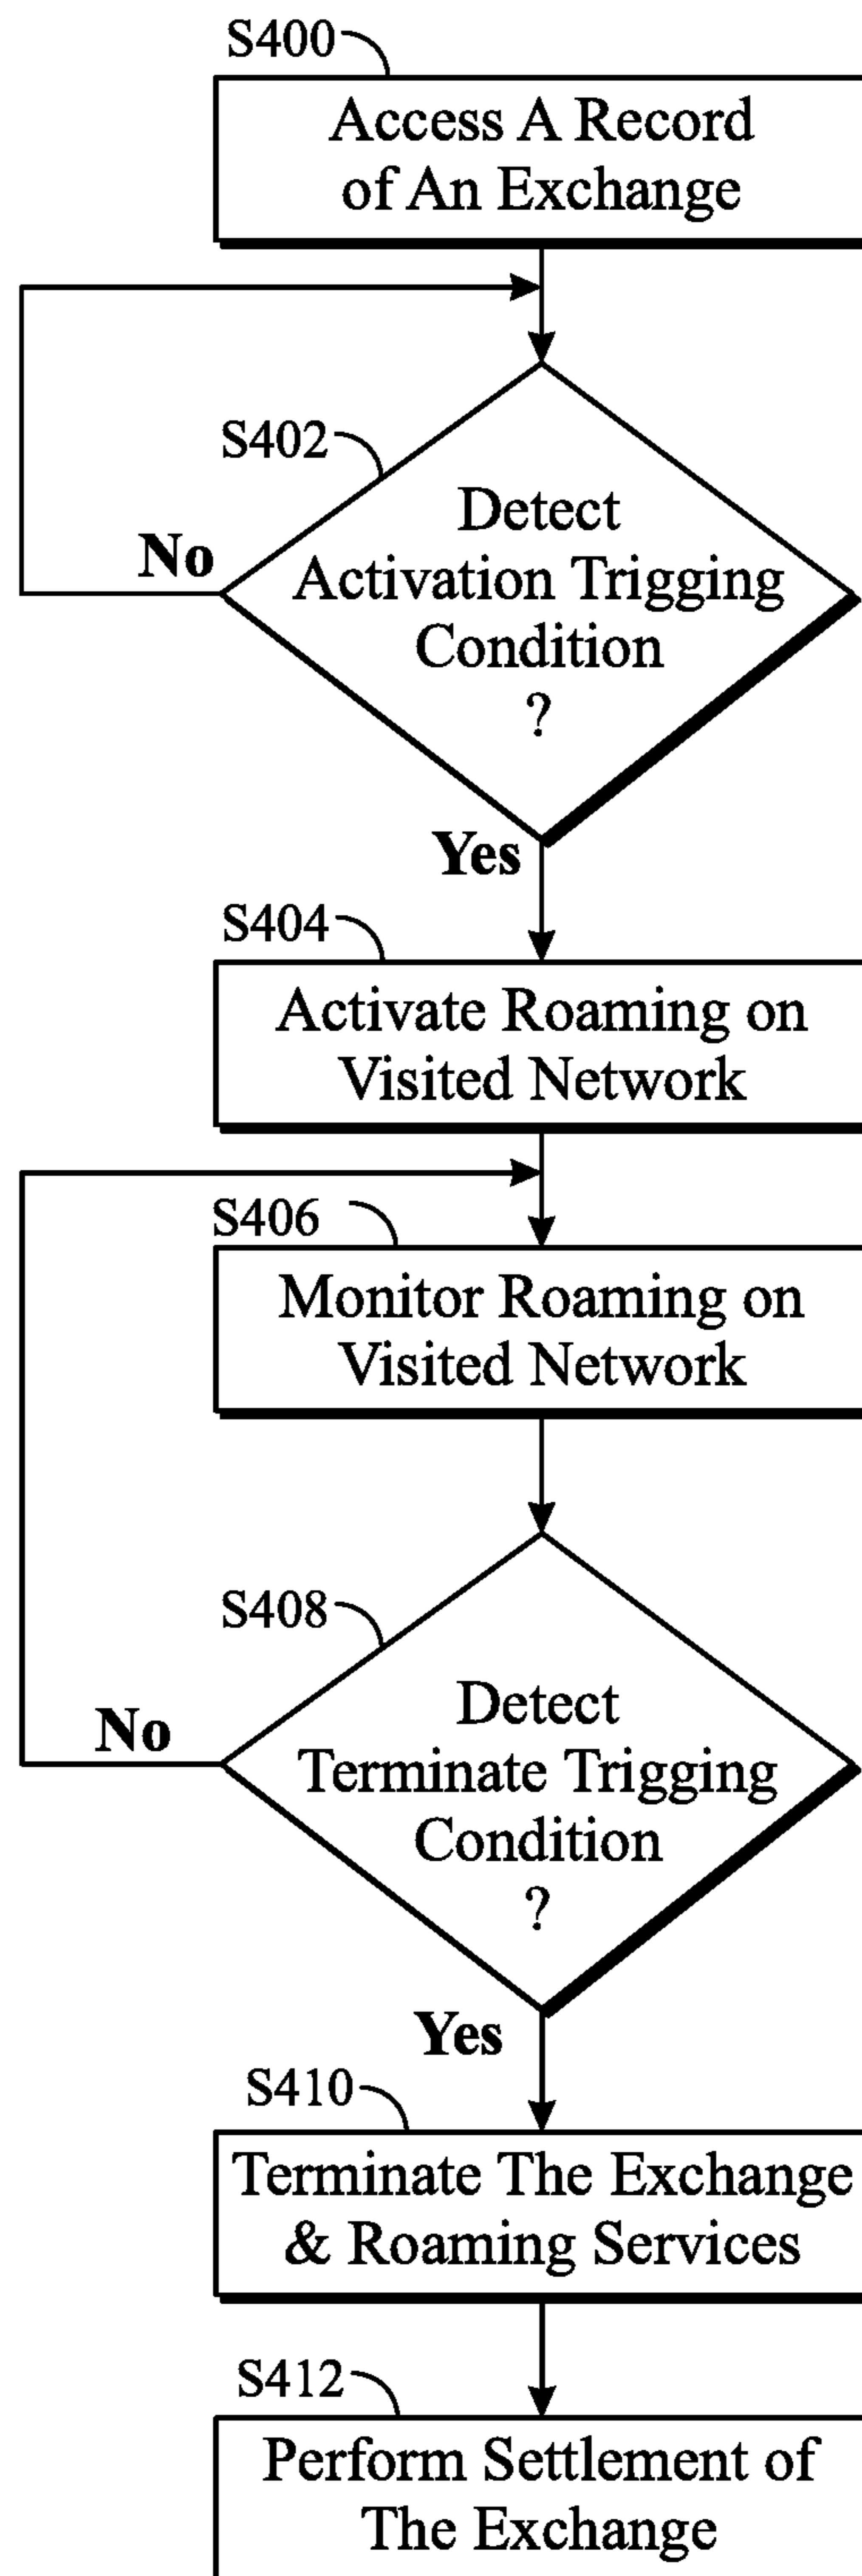 S400
Access A Record
of An Exchange
S402
Detect
Activation Trigging
Condition
?
No
Yes
S404
Activate Roaming on
Visited Network
S406
Monitor Roaming on
Visited Network
S408
Detect
Terminate Trigging
Condition
?
No
Yes
S410
Terminate The Exchange
& Roaming Services
S412
Perform Settlement of
The Exchange